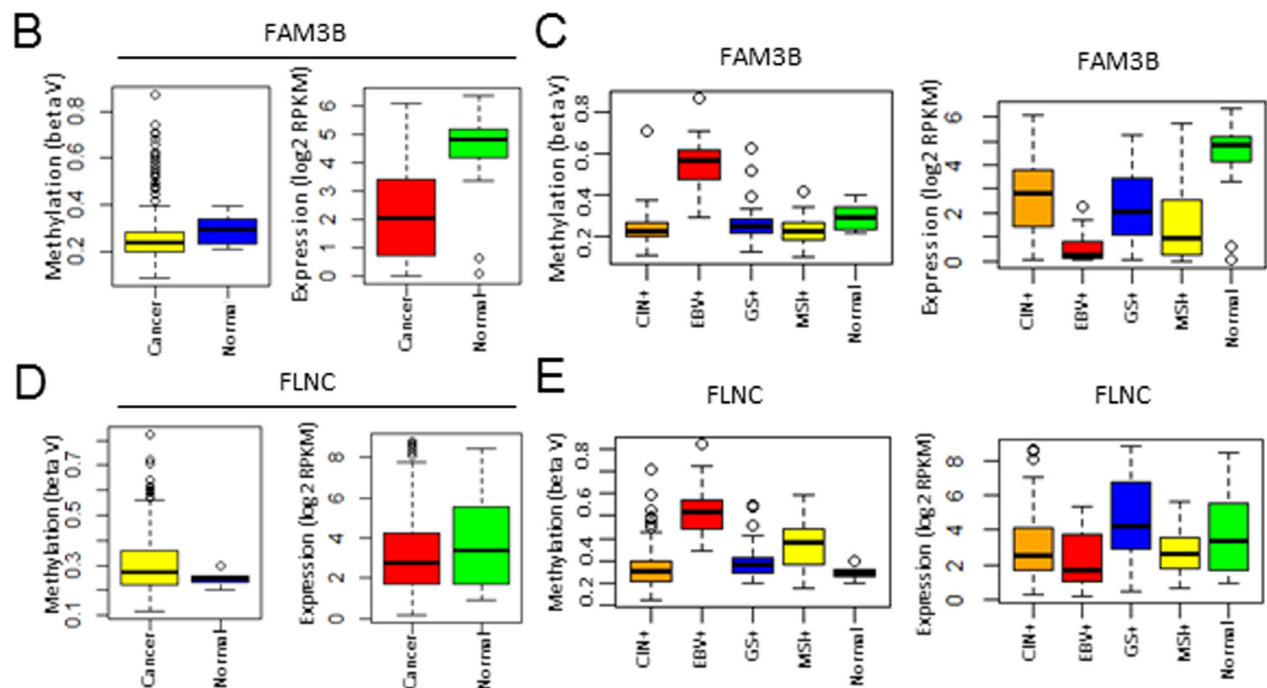 B
FAM3B
Methylation (beta V)
0.2
0.4
0.6
0.8
Cancer
Normal
Expression (log2 RPKM)
0
1
2
3
4
5
6
Cancer
Normal
C
FAM3B
Methylation (beta V)
0.2
0.4
0.6
0.8
CIN+
EBV+
GS+
MSI+
Normal
FAM3B
Expression (log2 RPKM)
0
2
4
6
CIN+
EBV+
GS+
MSI+
Normal
D
FLNC
Methylation (beta V)
0.1
0.3
0.5
0.7
Cancer
Normal
Expression (log2 RPKM)
0
2
4
6
8
Cancer
Normal
E
FLNC
Methylation (beta V)
0.2
0.4
0.6
0.8
CIN+
EBV+
GS+
MSI+
Normal
FLNC
Expression (log2 RPKM)
0
2
4
6
8
CIN+
EBV+
GS+
MSI+
Normal